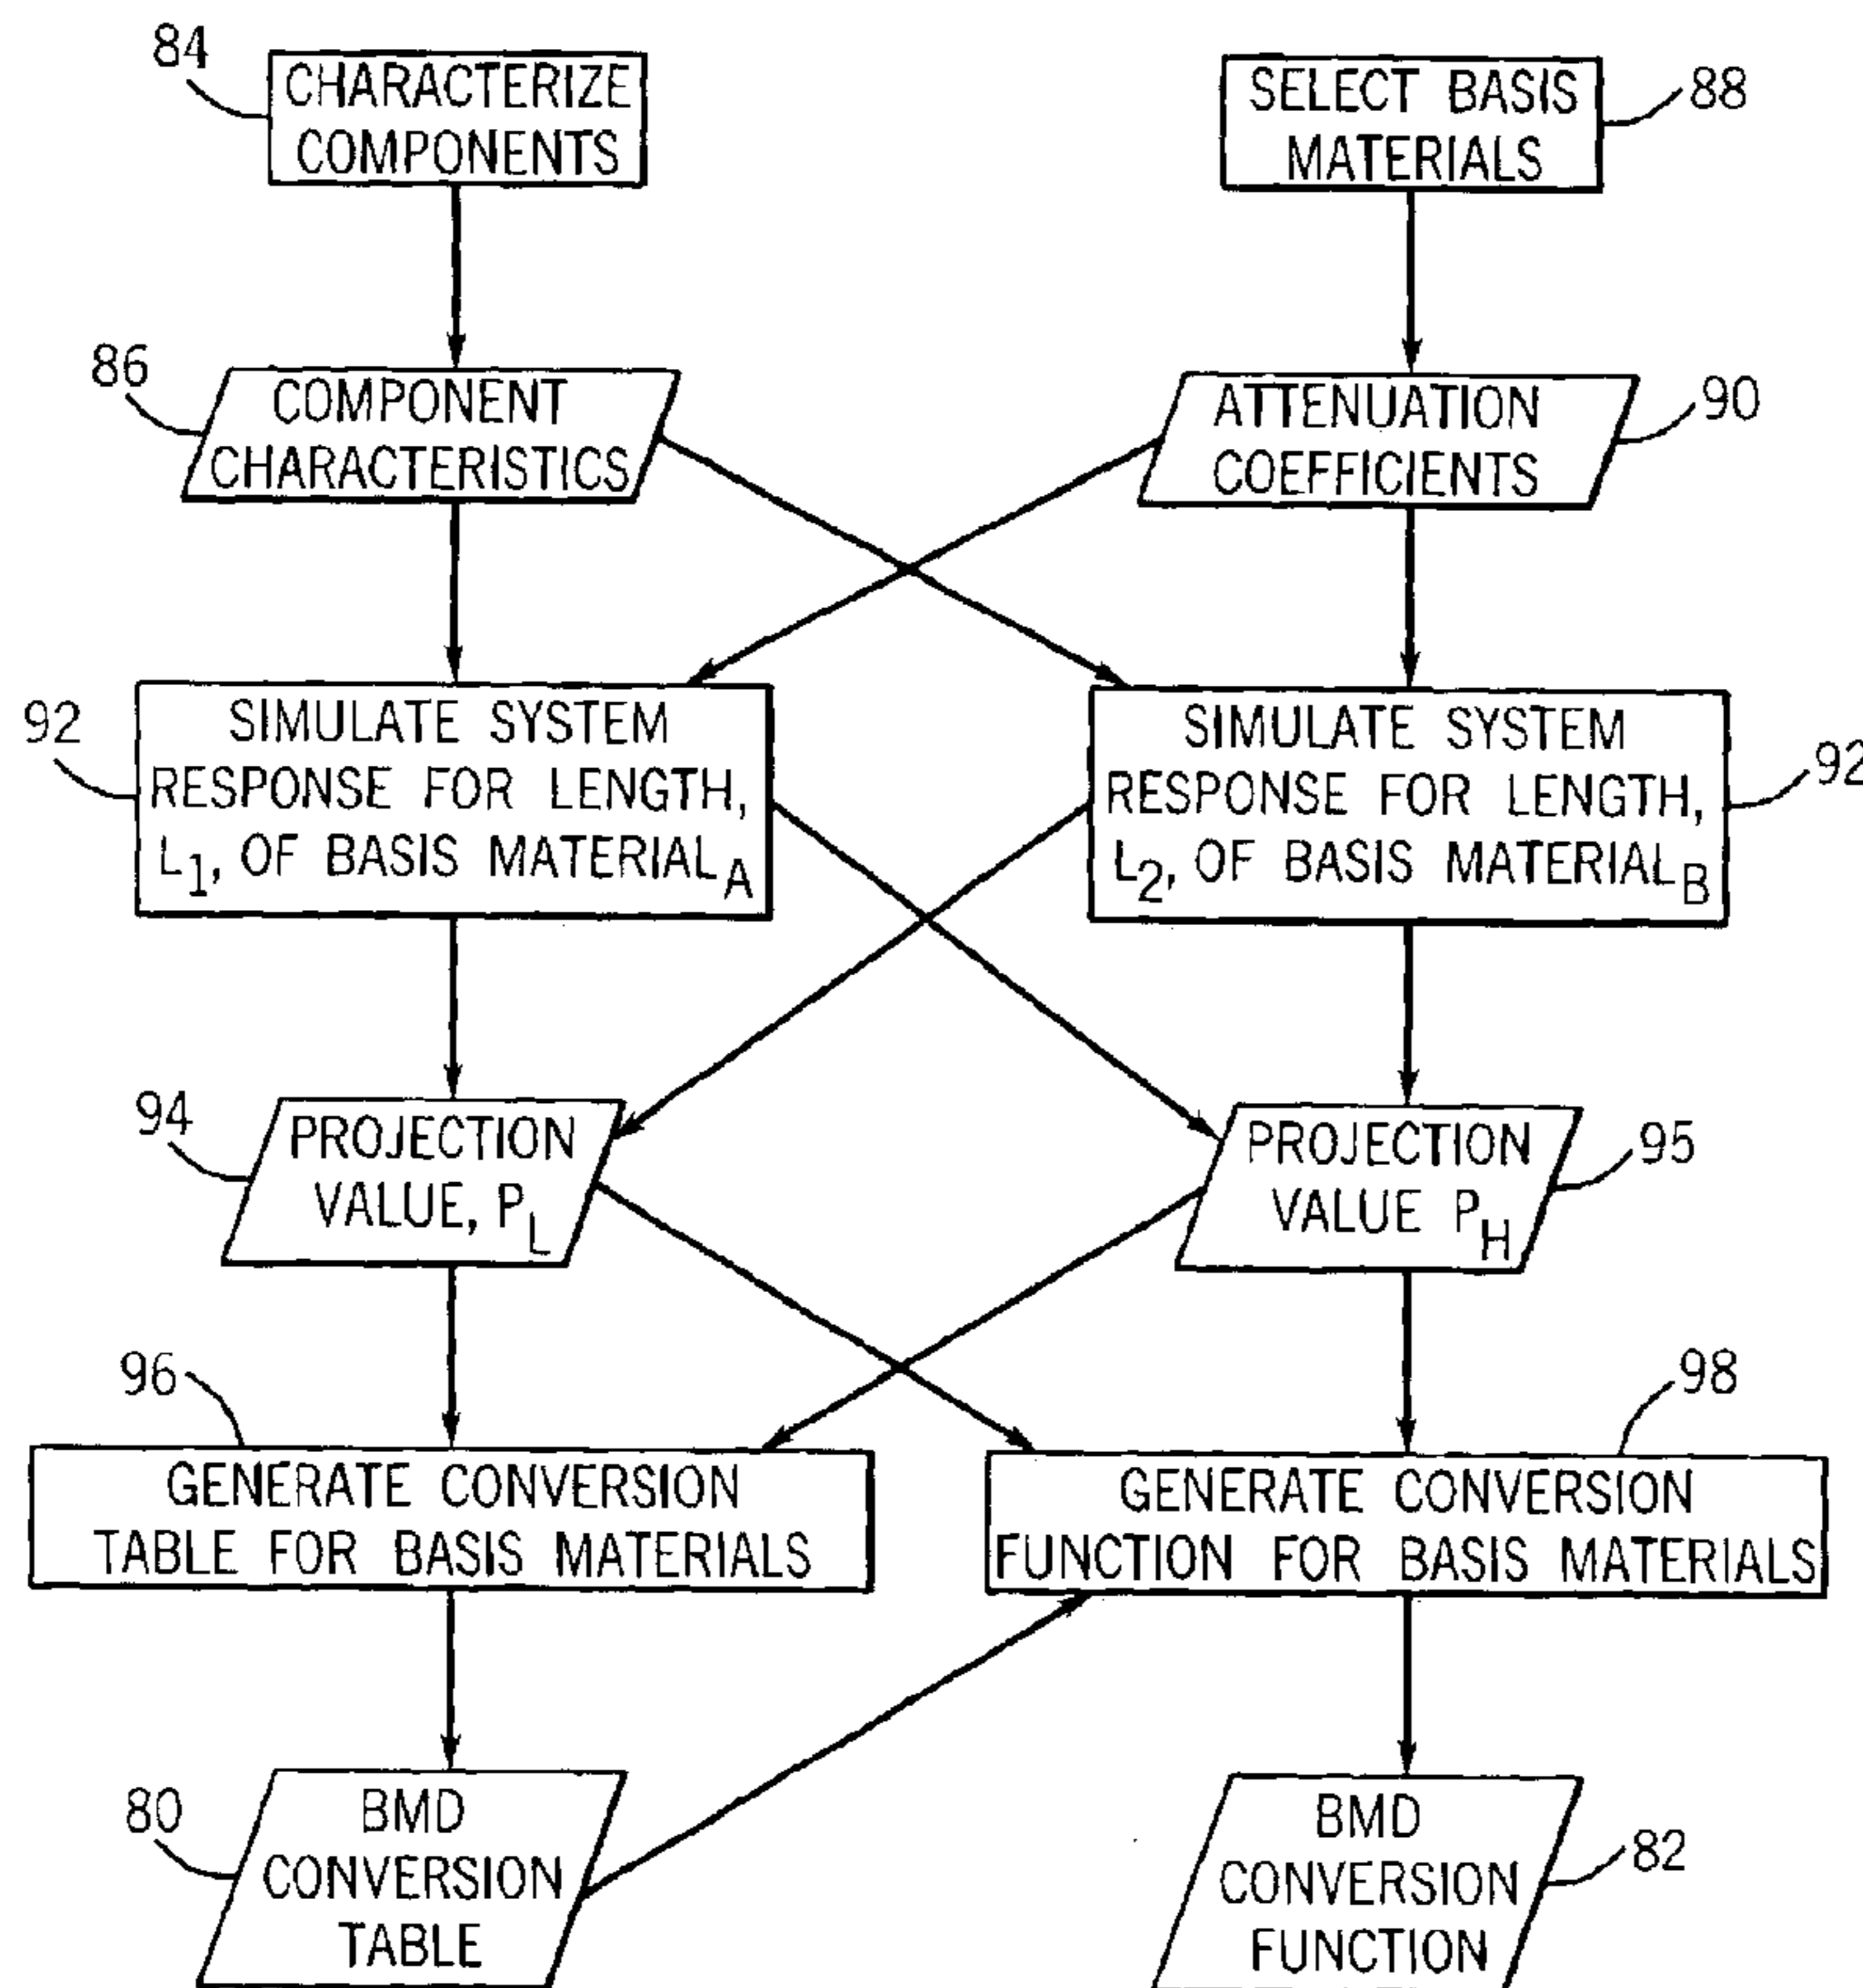 84
CHARACTERIZE
COMPONENTS
SELECT BASIS
MATERIALS
88
86
COMPONENT
CHARACTERISTICS
ATTENUATION
COEFFICIENTS
90
92
SIMULATE SYSTEM
RESPONSE FOR LENGTH,
L1, OF BASIS MATERIALA
SIMULATE SYSTEM
RESPONSE FOR LENGTH,
L2, OF BASIS MATERIALB
92
94
PROJECTION
VALUE, PL
PROJECTION
VALUE PH
95
96
GENERATE CONVERSION
TABLE FOR BASIS MATERIALS
98
GENERATE CONVERSION
FUNCTION FOR BASIS MATERIALS
80
BMD
CONVERSION
TABLE
BMD
CONVERSION
FUNCTION
82